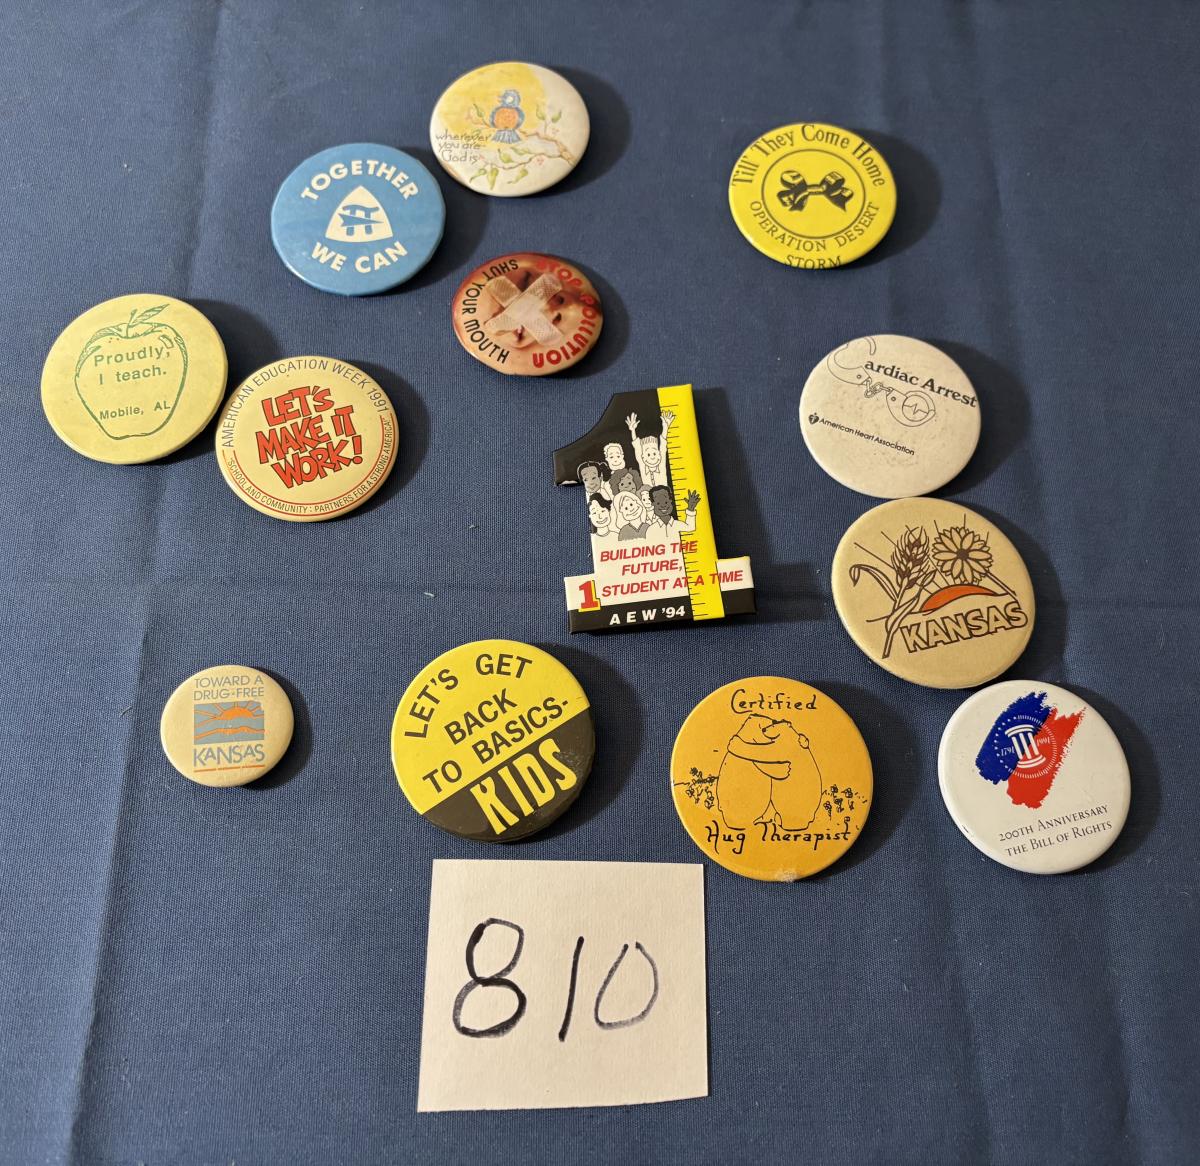 wherever
you are
God is
TOGETHER
WE CAN
Till They Come Home
OPERATION DESERT
STORM
STOP POLLUTION
SHUT YOUR MOUTH
Proudly,
I teach.
Mobile, AL
AMERICAN EDUCATION WEEK 1991
LET'S
MAKE IT
WORK!
SCHOOL AND COMMUNITY: PARTNERS FOR A STRONG AMERICA
Cardiac Arrest
American Heart Association
BUILDING THE
FUTURE,
1 STUDENT AT A TIME
A E W '94
KANSAS
TOWARD A
DRUG-FREE
KANSAS
LET'S GET
BACK
TO BASICS-
KIDS
Certified
Hug Therapist
1791 1991
200TH ANNIVERSARY
THE BILL OF RIGHTS
810